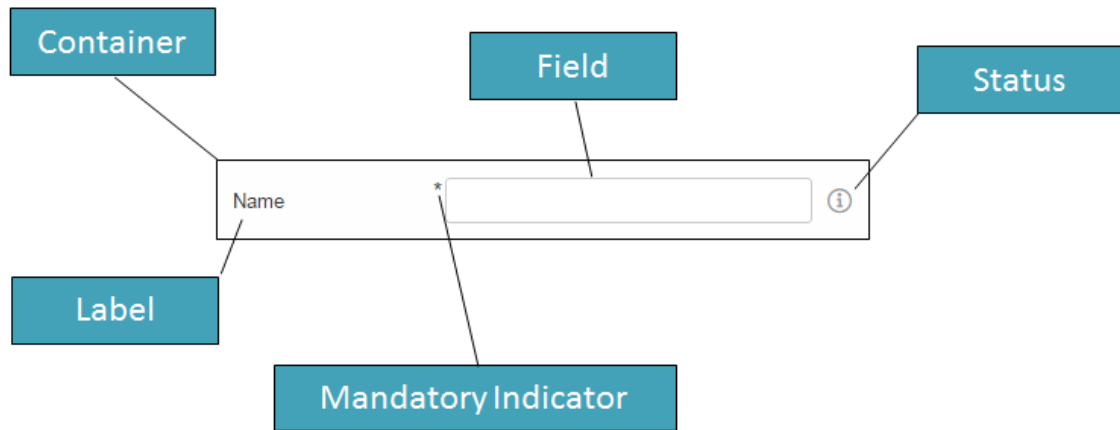 Container
Field
Status
Name
*
Label
Mandatory Indicator